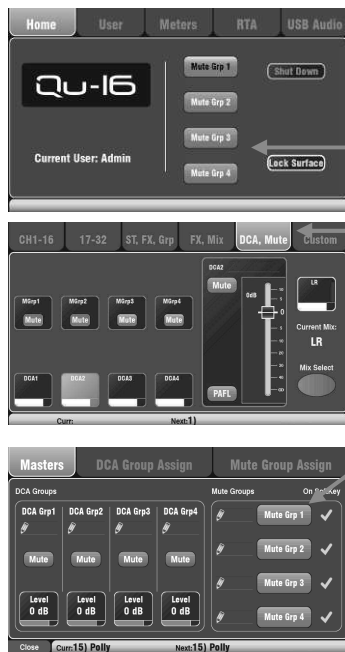 Home User Meters RTA USB Audio
Qu-16
Current User: Admin
Mute Grp 1
Mute Grp 2
Mute Grp 3
Mute Grp 4
Shut Down
Lock Surface
CH1-16 17-32 ST, FX, Grp FX, Mix DCA, Mute Custom
MGrp1 MGrp2 MGrp3 MGrp4
Mute Mute Mute Mute
DCA1 DCA2 DCA3 DCA4
DCA2
Mute
0dB
PAFL
LR
Current Mix:
LR
Mix Select
Curr: Next:1)
Masters DCA Group Assign Mute Group Assign
DCA Groups Mute Groups
DCA Grp1 DCA Grp2 DCA Grp3 DCA Grp4
Mute Mute Mute Mute
Level Level Level Level
0 dB 0 dB 0 dB 0 dB
Mute Grp 1
Mute Grp 2
Mute Grp 3
Mute Grp 4
Close Curr:15) Polly Next:15) Polly